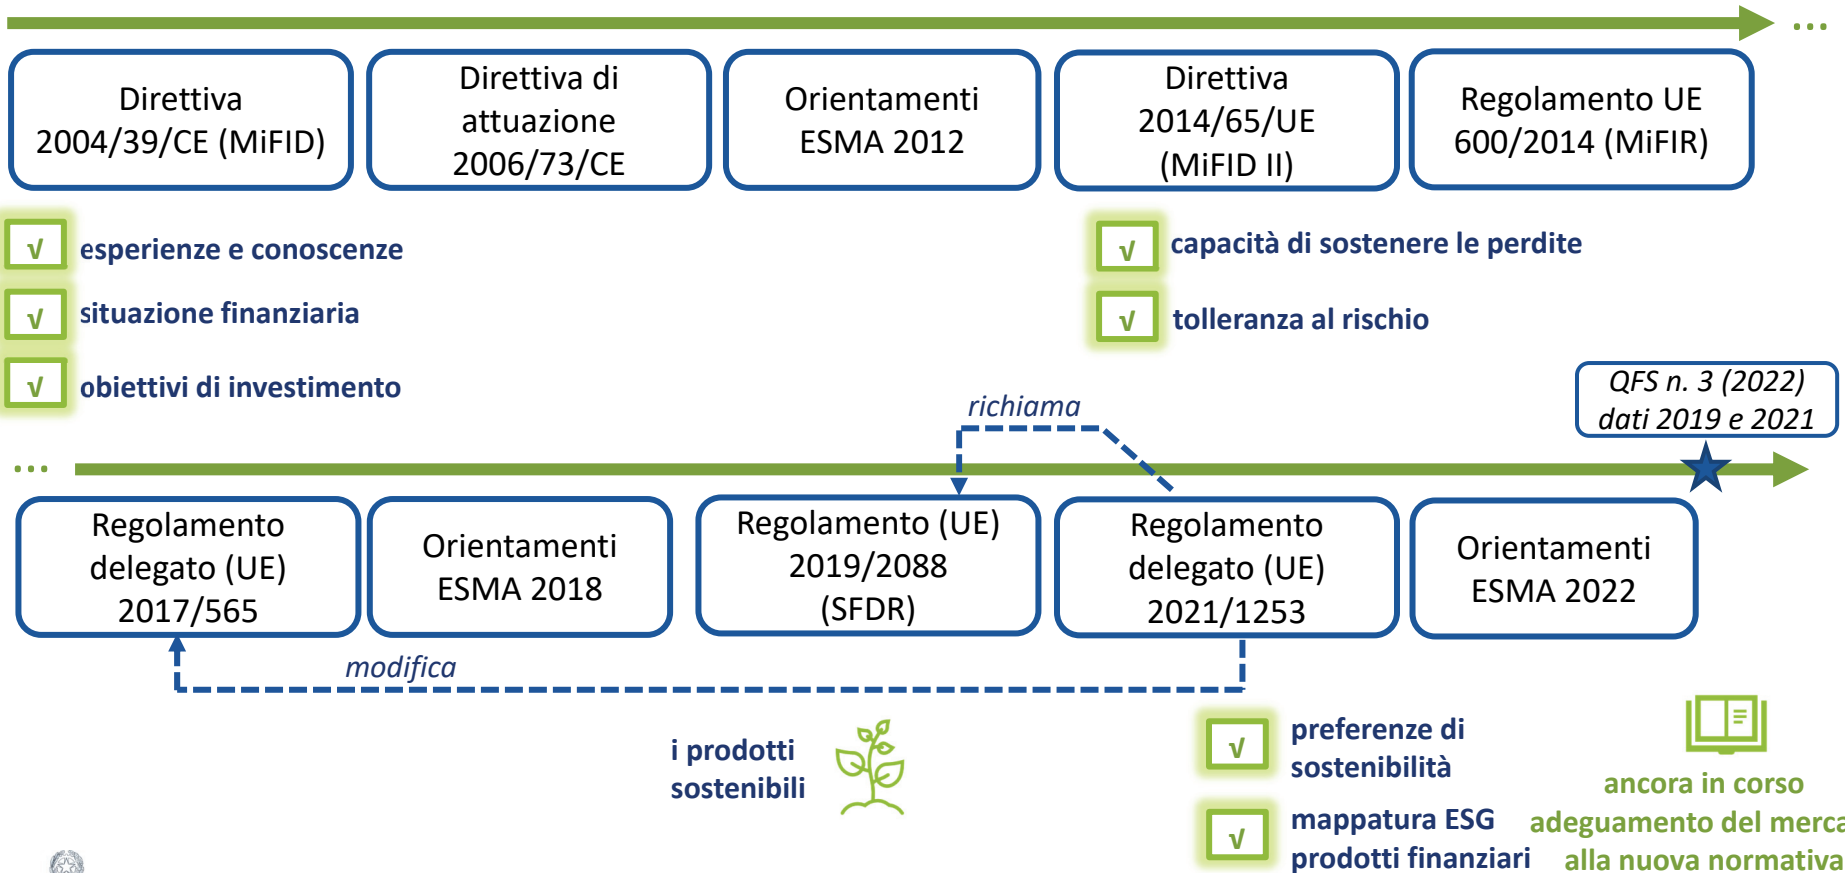 ...
Direttiva
2004/39/CE (MiFID)
Direttiva di
attuazione
2006/73/CE
Orientamenti
ESMA 2012
Direttiva
2014/65/UE
(MiFID II)
Regolamento UE
600/2014 (MiFIR)
√ esperienze e conoscenze
√ situazione finanziaria
√ obiettivi di investimento
√ capacità di sostenere le perdite
√ tolleranza al rischio
QFS n. 3 (2022)
dati 2019 e 2021
richiama
...
Regolamento
delegato (UE)
2017/565
Orientamenti
ESMA 2018
Regolamento (UE)
2019/2088
(SFDR)
Regolamento
delegato (UE)
2021/1253
Orientamenti
ESMA 2022
modifica
i prodotti
sostenibili
√ preferenze di
sostenibilità
√ mappatura ESG
prodotti finanziari
ancora in corso
adeguamento del merca
alla nuova normativa